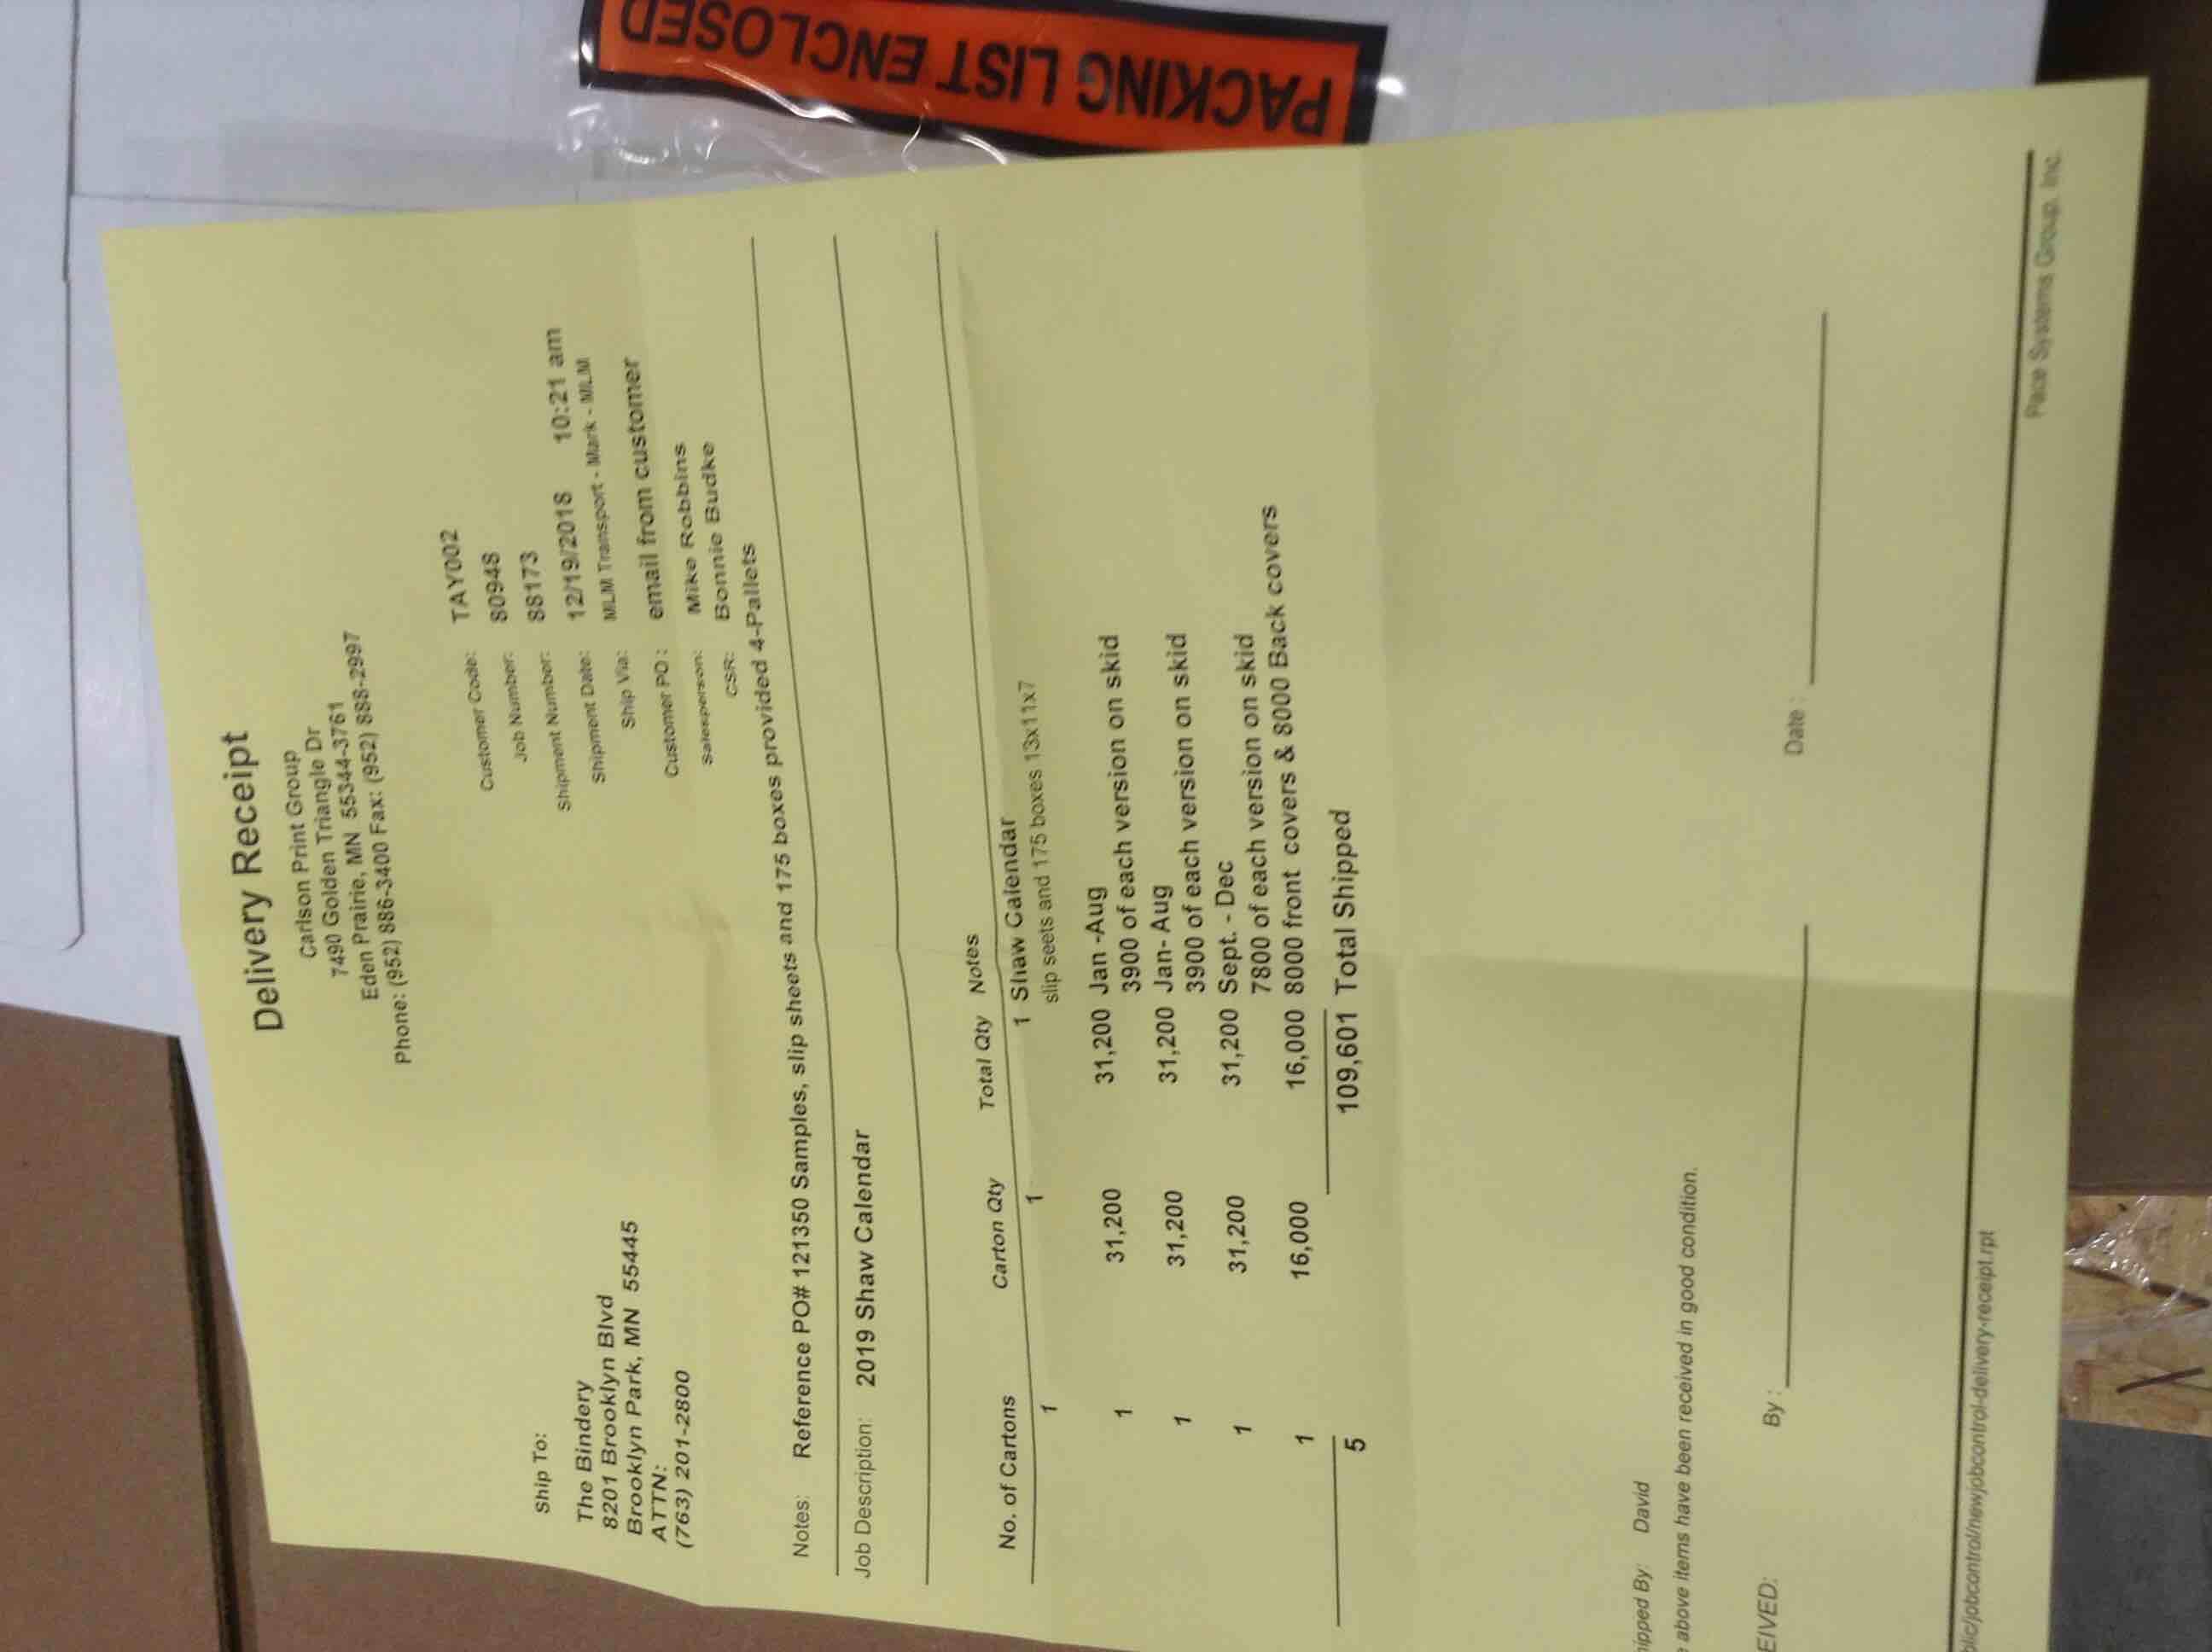 PACKING LIST ENCLOSED
Delivery Receipt
Carlson Print Group
7490 Golden Triangle Dr
Eden Prairie, MN 55344-3761
Phone: (952) 886-3400 Fax: (952) 888-2997
Customer Code: TAY002
Job Number: 80948
Shipment Number: 88173
Shipment Date: 12/19/2018 10:21 am
Ship Via: MLM Transport - Mark - MLM
Customer PO : email from customer
Salesperson: Mike Robbins
CSR: Bonnie Budke
Ship To:
The Bindery
8201 Brooklyn Blvd
Brooklyn Park, MN 55445
ATTN:
(763) 201-2800
Notes: Reference PO# 121350 Samples, slip sheets and 175 boxes provided 4-Pallets
Job Description: 2019 Shaw Calendar
No. of Cartons Carton Qty Total Qty Notes
1 1 1 Shaw Calendar
slip seets and 175 boxes 13x11x7
1 31,200 31,200 Jan -Aug
3900 of each version on skid
1 31,200 31,200 Jan- Aug
3900 of each version on skid
1 31,200 31,200 Sept. - Dec
7800 of each version on skid
1 16,000 16,000 8000 front covers & 8000 Back covers
5 109,601 Total Shipped
ipped By: David
e above items have been received in good condition.
EIVED: By : Date :
blic/jobcontrol/newjobcontrol-delivery-receipt.rpt Pace Systems Group, Inc.